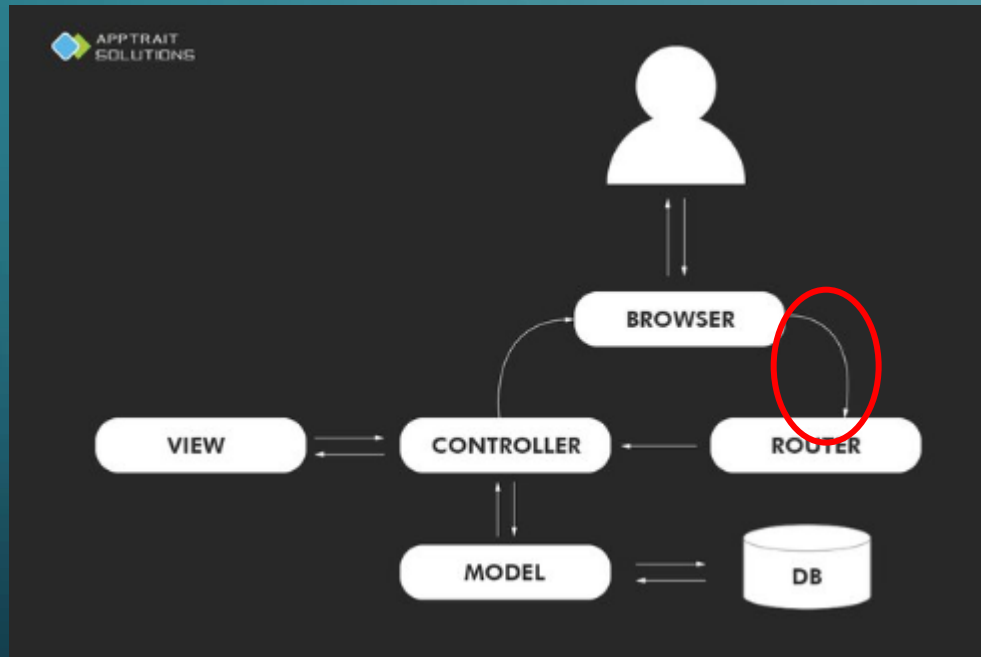 APPTRAIT
SOLUTIONS
BROWSER
VIEW
CONTROLLER
ROUTER
MODEL
DB